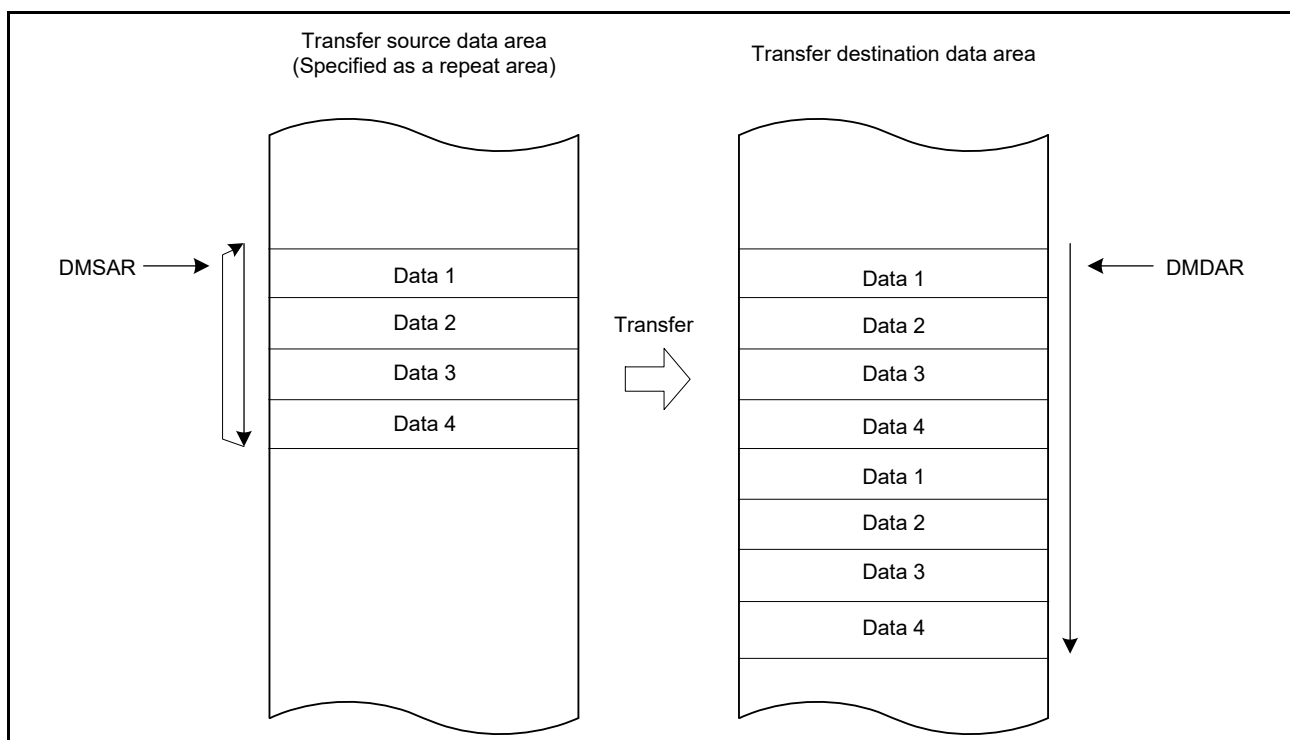 Transfer source data area
(Specified as a repeat area)
Transfer destination data area
DMSAR
Data 1
Data 2
Data 3
Data 4
Transfer
Data 1
Data 2
Data 3
Data 4
Data 1
Data 2
Data 3
Data 4
DMDAR